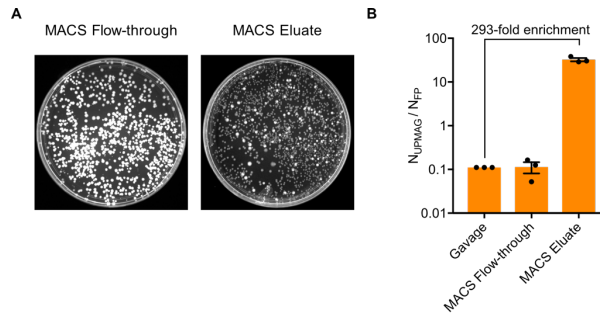 A
MACS Flow-through
MACS Eluate
B
293-fold enrichment
100
10
1
0.1
0.01
NUPMAG / NFP
Gavage
MACS Flow-through
MACS Eluate